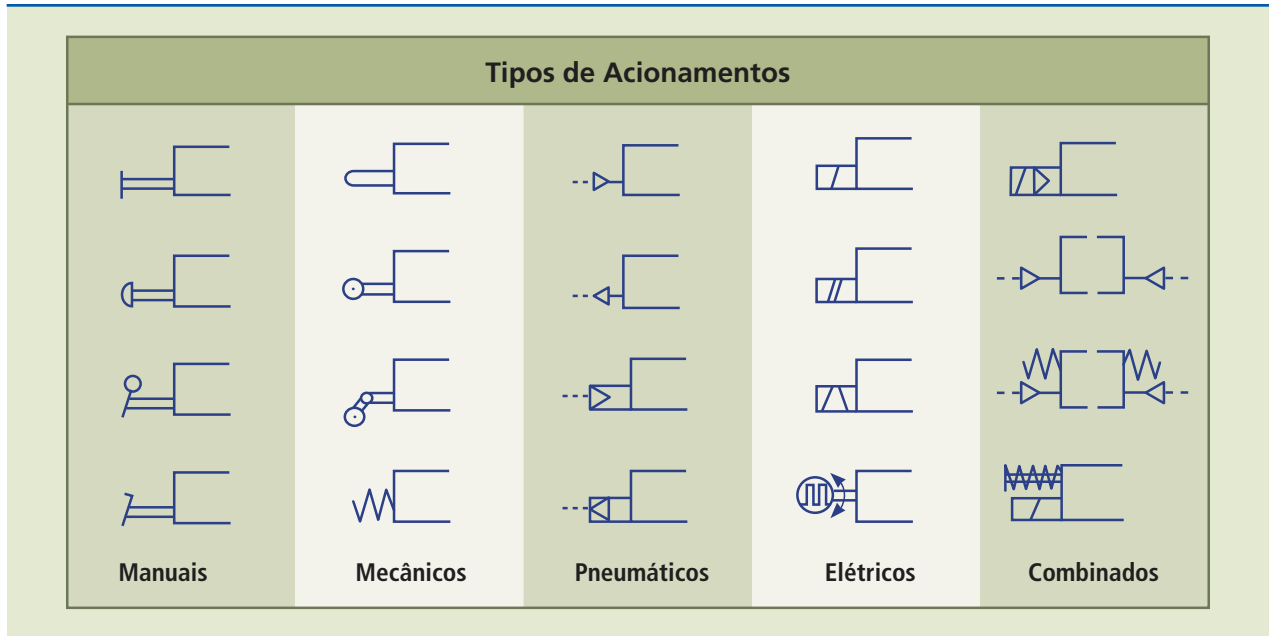 Tipos de Acionamentos
Manuais
Mecânicos
Pneumáticos
Elétricos
Combinados